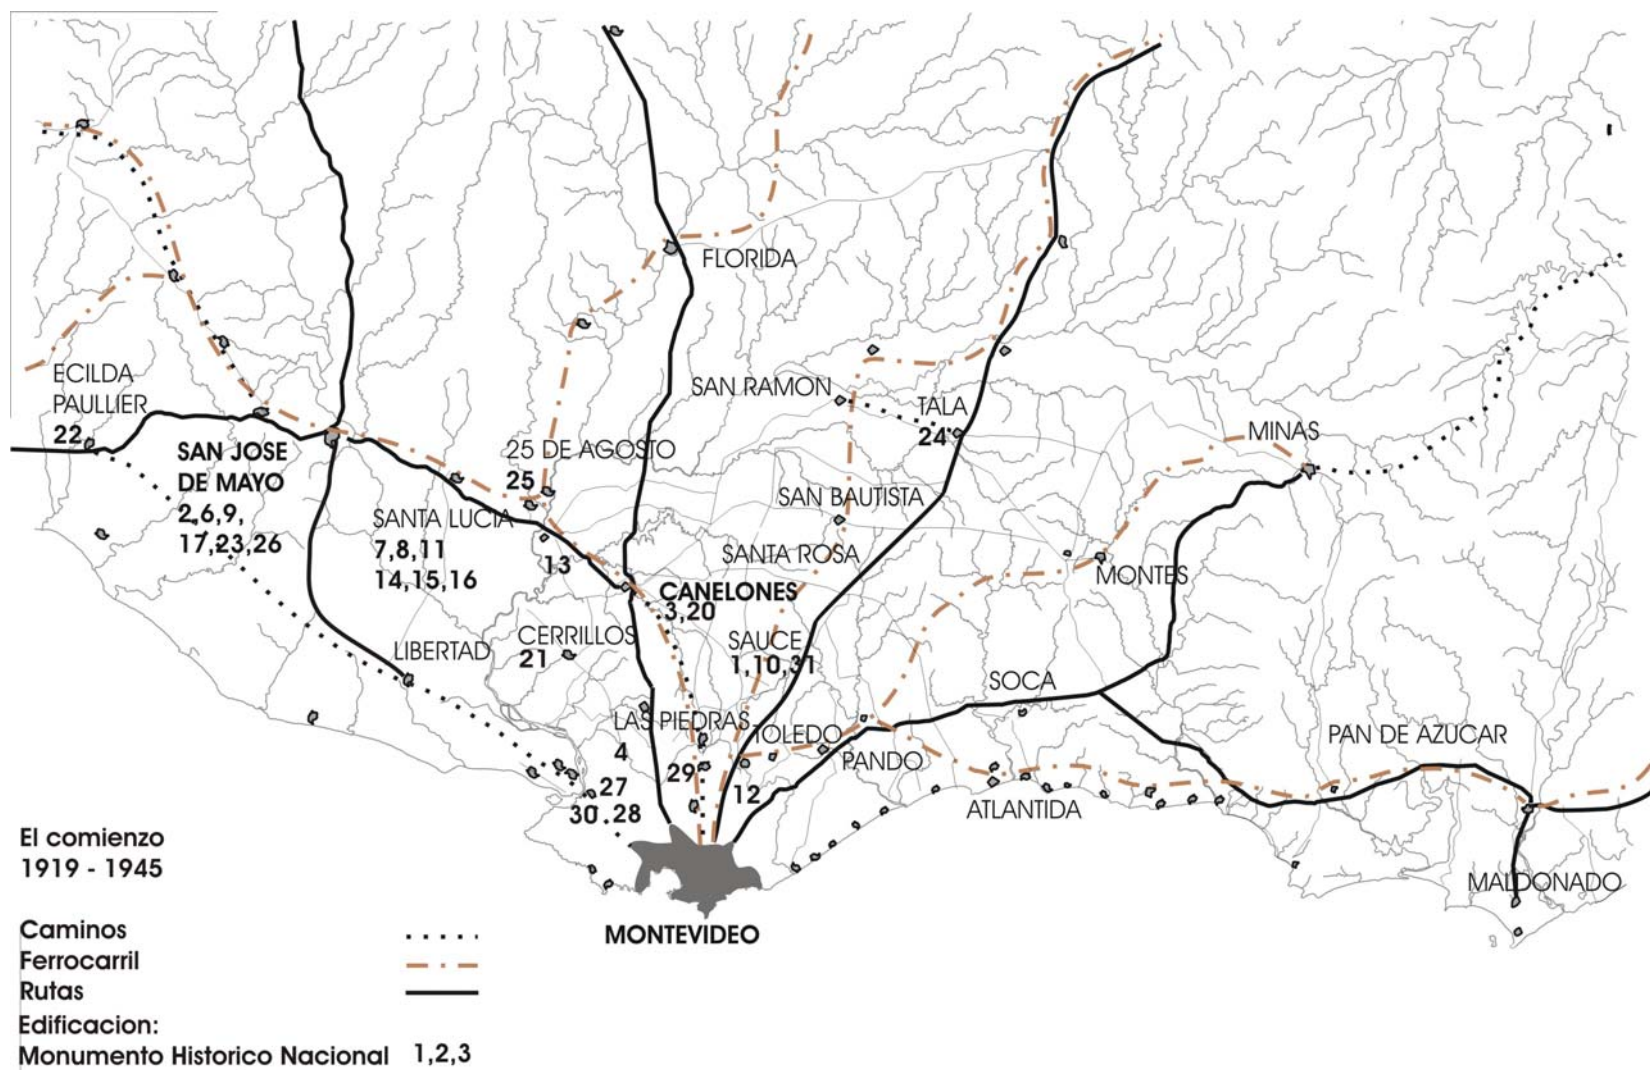 FLORIDA
ECILDA
PAULLIER
22
SAN RAMON
TALA
24
MINAS
SAN JOSE
DE MAYO
2,6,9,
17,23,26
25 DE AGOSTO
25
SAN BAUTISTA
SANTA LUCIA
7,8,11
14,15,16
13
SANTA ROSA
MONTES
CANELONES
3,20
LIBERTAD
CERRILLOS
21
SAUCE
1,10,31
SOCA
LAS PIEDRAS
4
TOLEDO
PANDO
PAN DE AZUCAR
27
29
12
30.28
ATLANTIDA
MALDONADO
MONTEVIDEO
El comienzo
1919 - 1945
Caminos
Ferrocarril
Rutas
Edificacion:
Monumento Historico Nacional 1,2,3